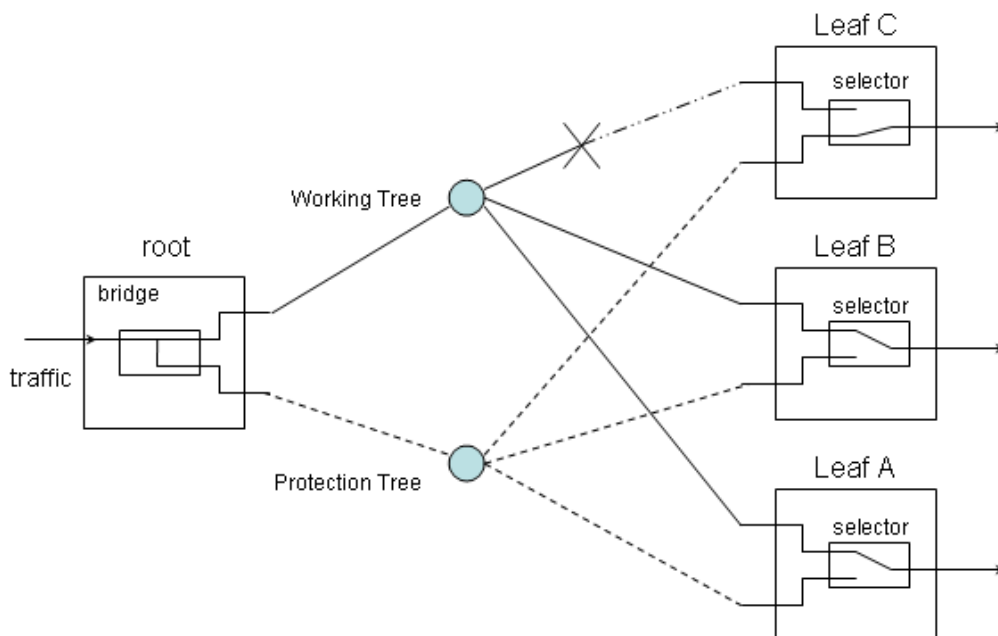 Leaf C
selector
Working Tree
root
Leaf B
bridge
selector
traffic
Leaf A
Protection Tree
selector